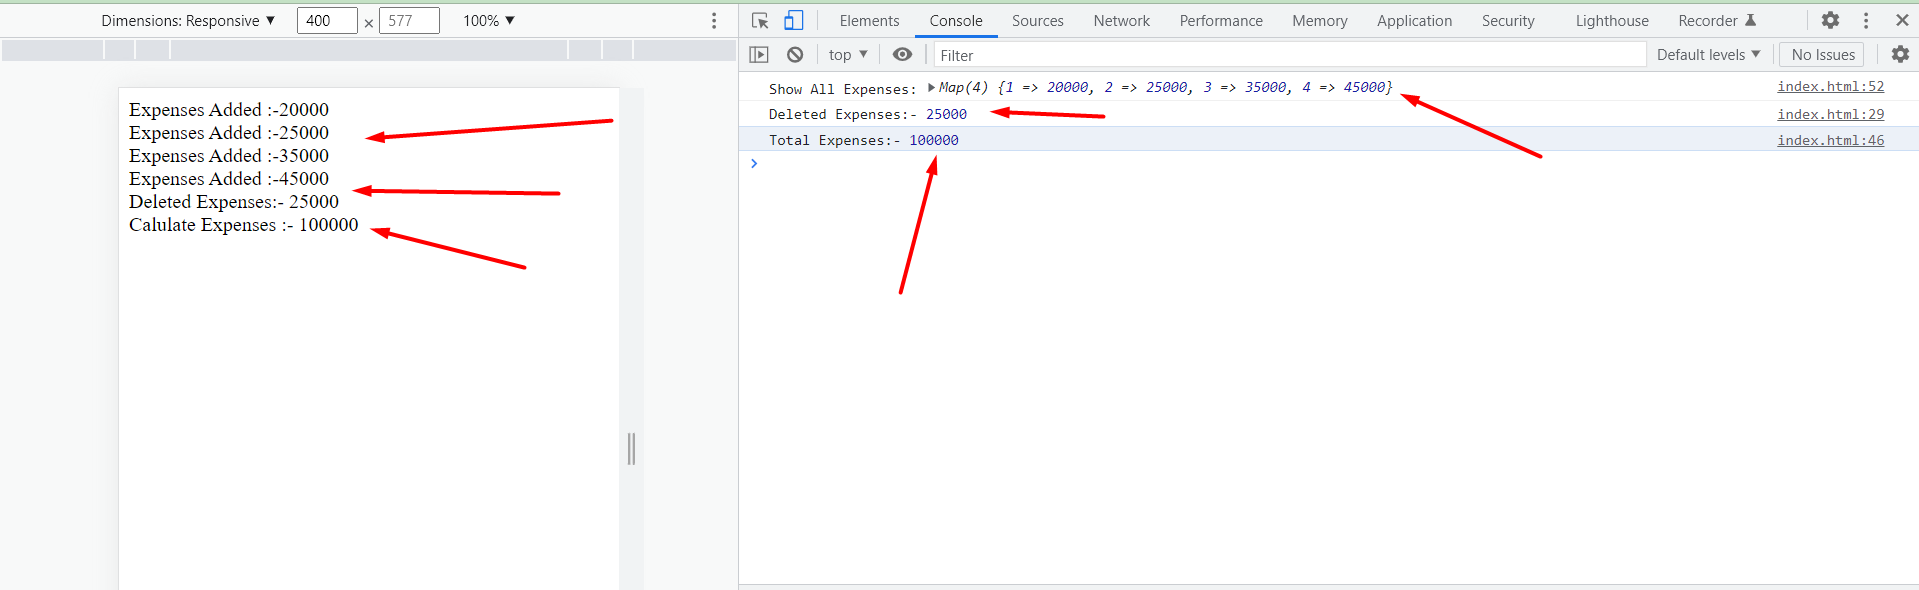 Dimensions: Responsive ▼ 400 × 577 100% ▼
Elements Console Sources Network Performance Memory Application Security Lighthouse Recorder
top ▼ Filter Default levels ▼ No Issues
Expenses Added :-20000
Expenses Added :-25000
Expenses Added :-35000
Expenses Added :-45000
Deleted Expenses:- 25000
Calulate Expenses :- 100000
Show All Expenses: ▶Map(4) {1 => 20000, 2 => 25000, 3 => 35000, 4 => 45000} index.html:52
Deleted Expenses:- 25000 index.html:29
Total Expenses:- 100000 index.html:46